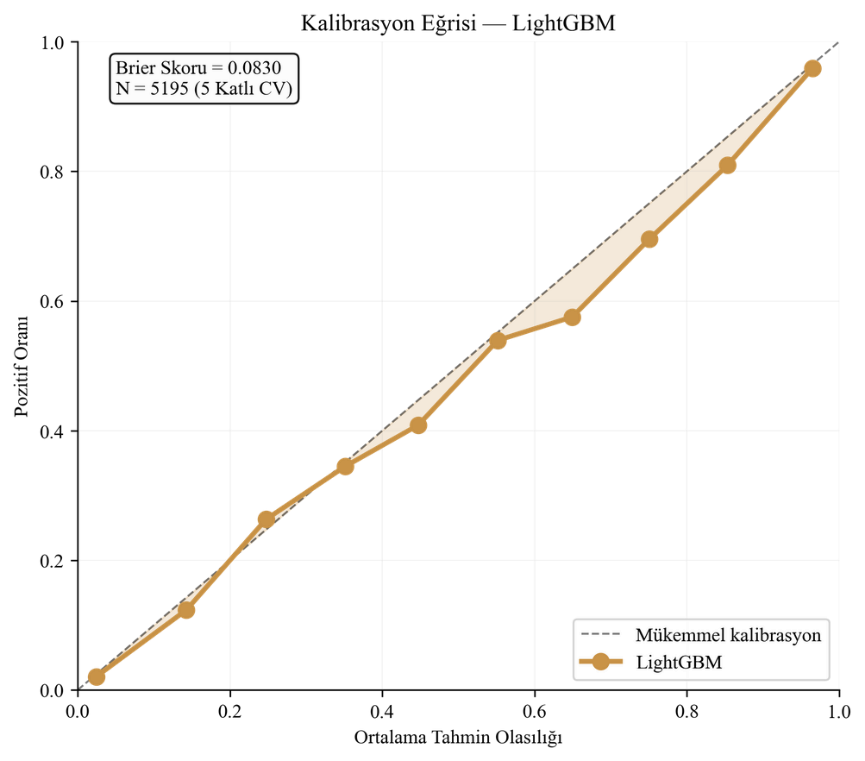 Kalibrasyon Eğrisi — LightGBM
Brier Skoru = 0.0830
N = 5195 (5 Katlı CV)
Pozitif Oranı
1.0
0.8
0.6
0.4
0.2
0.0
0.0 0.2 0.4 0.6 0.8 1.0
Ortalama Tahmin Olasılığı
Mükemmel kalibrasyon
LightGBM